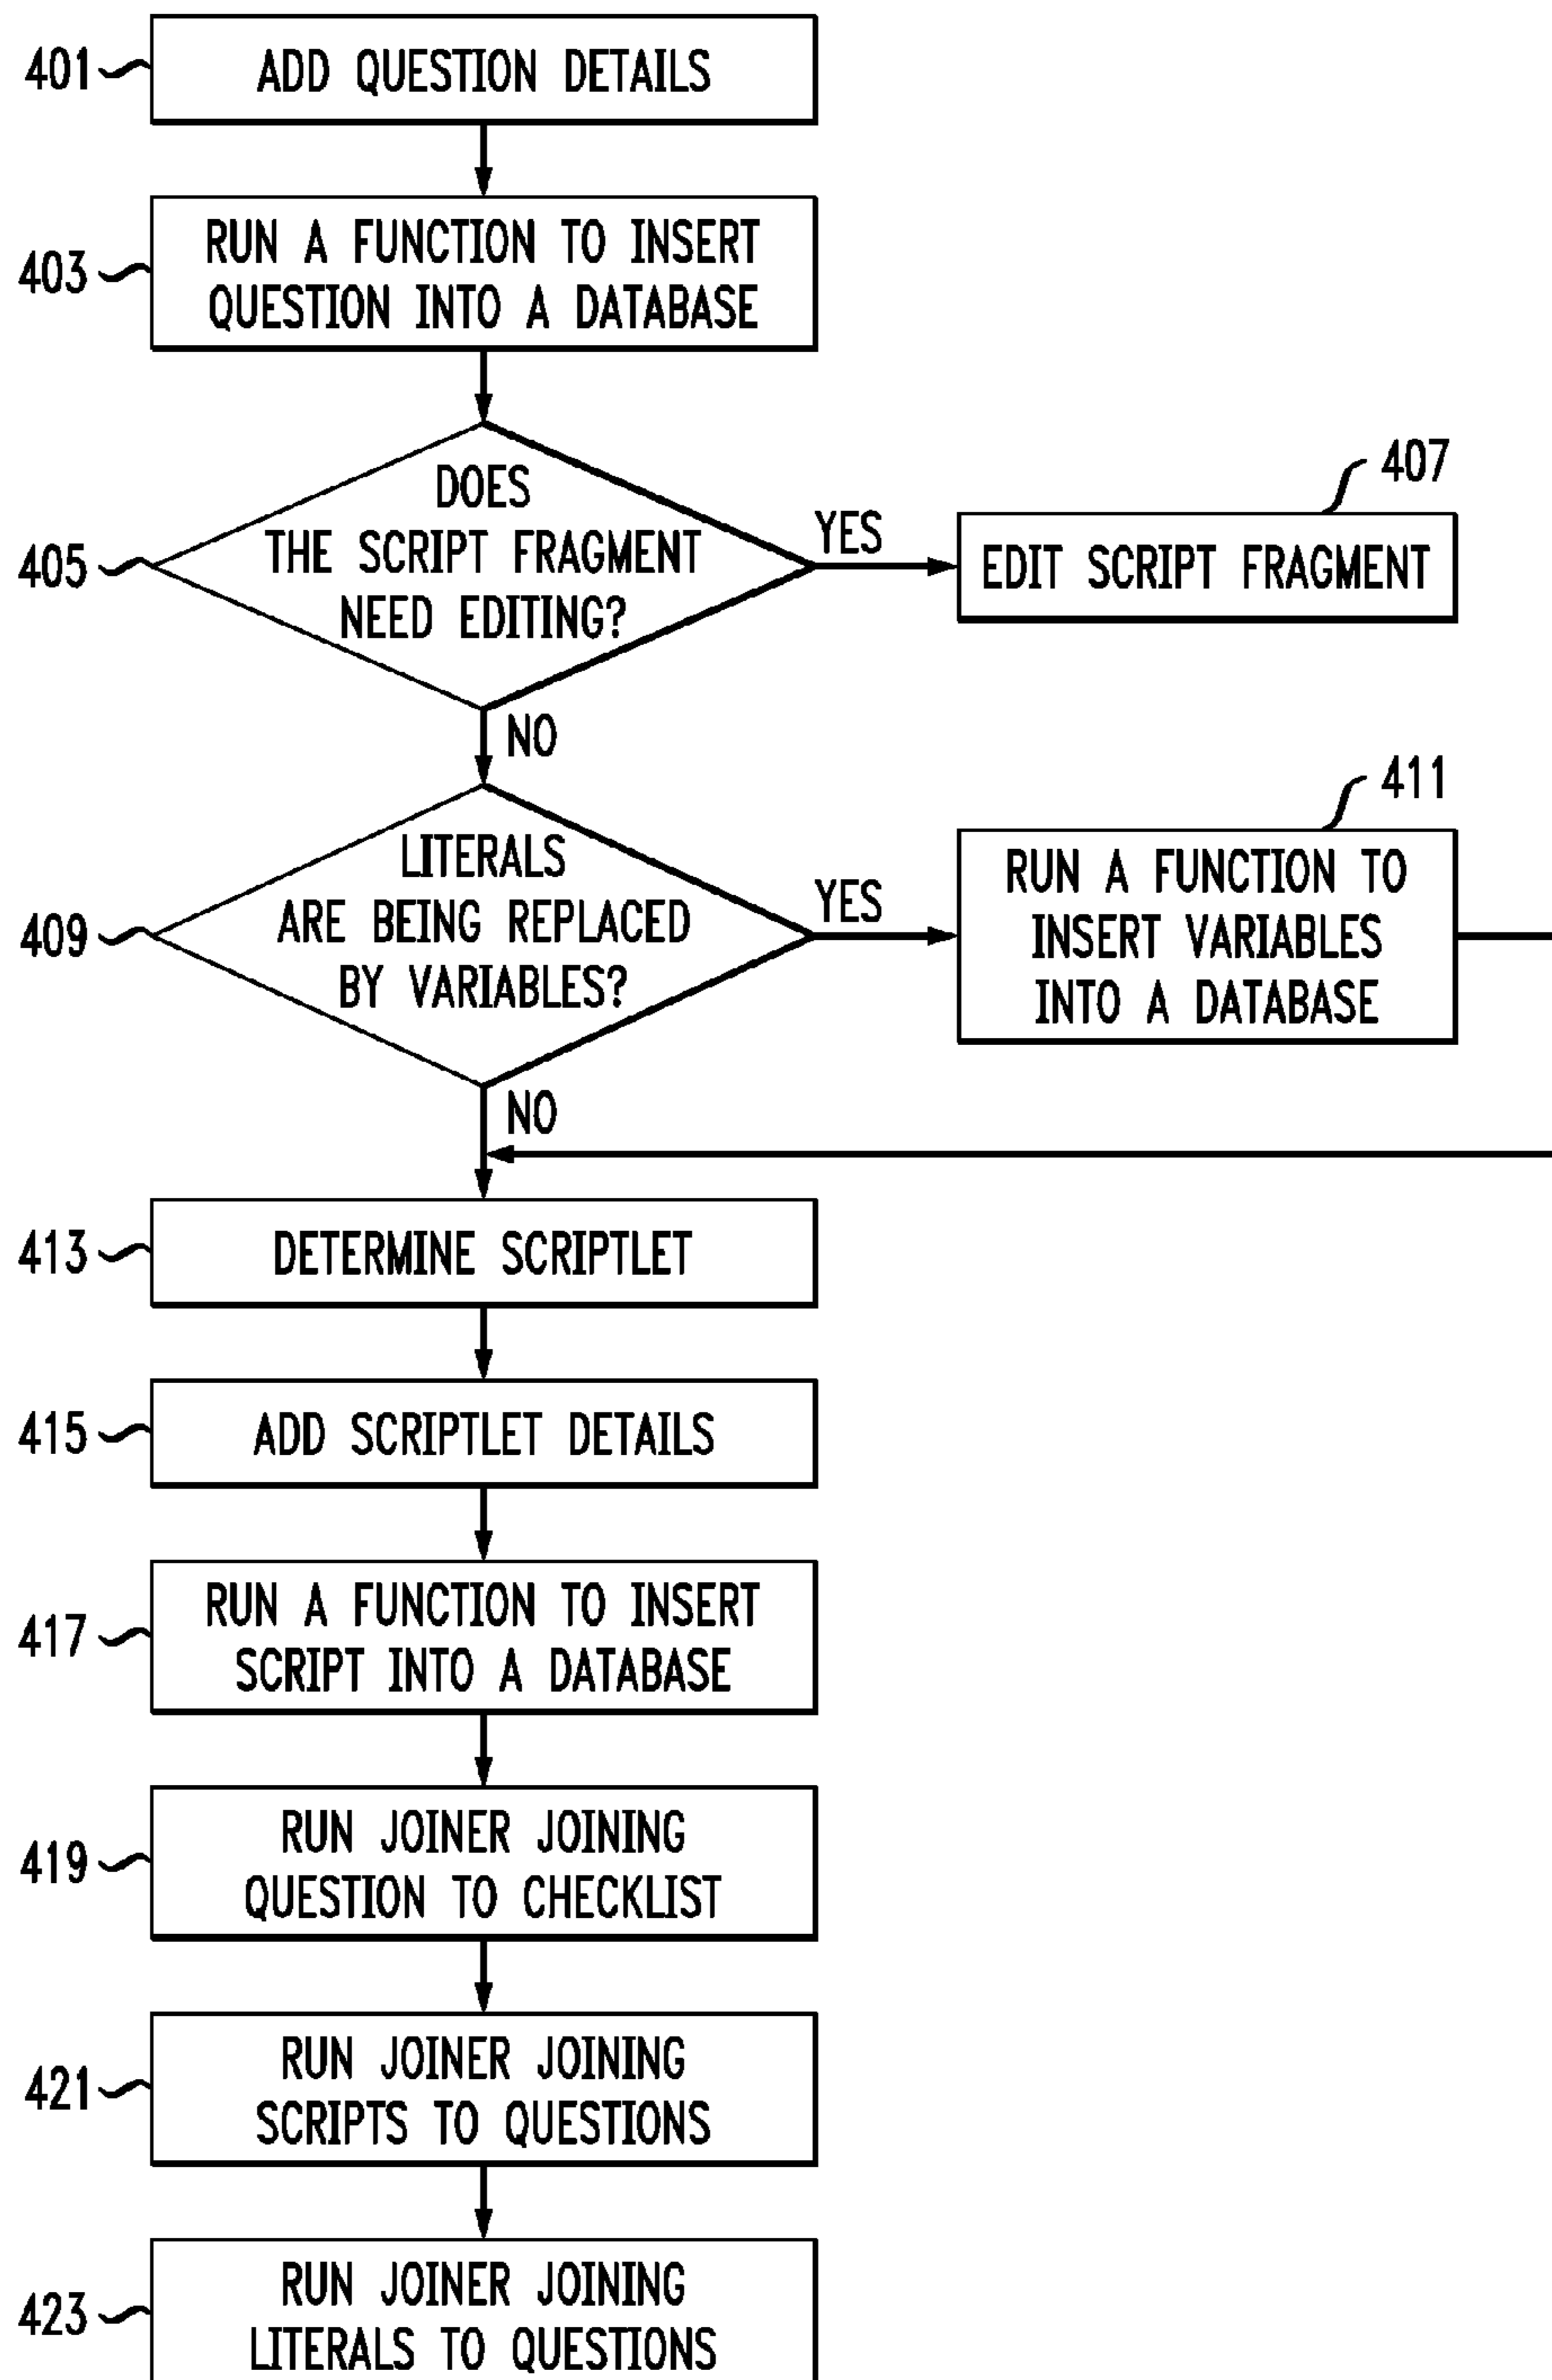 401
ADD QUESTION DETAILS
403
RUN A FUNCTION TO INSERT
QUESTION INTO A DATABASE
405
DOES
THE SCRIPT FRAGMENT
NEED EDITING?
YES
407
EDIT SCRIPT FRAGMENT
NO
409
LITERALS
ARE BEING REPLACED
BY VARIABLES?
YES
411
RUN A FUNCTION TO
INSERT VARIABLES
INTO A DATABASE
NO
413
DETERMINE SCRIPTLET
415
ADD SCRIPTLET DETAILS
417
RUN A FUNCTION TO INSERT
SCRIPT INTO A DATABASE
419
RUN JOINER JOINING
QUESTION TO CHECKLIST
421
RUN JOINER JOINING
SCRIPTS TO QUESTIONS
423
RUN JOINER JOINING
LITERALS TO QUESTIONS